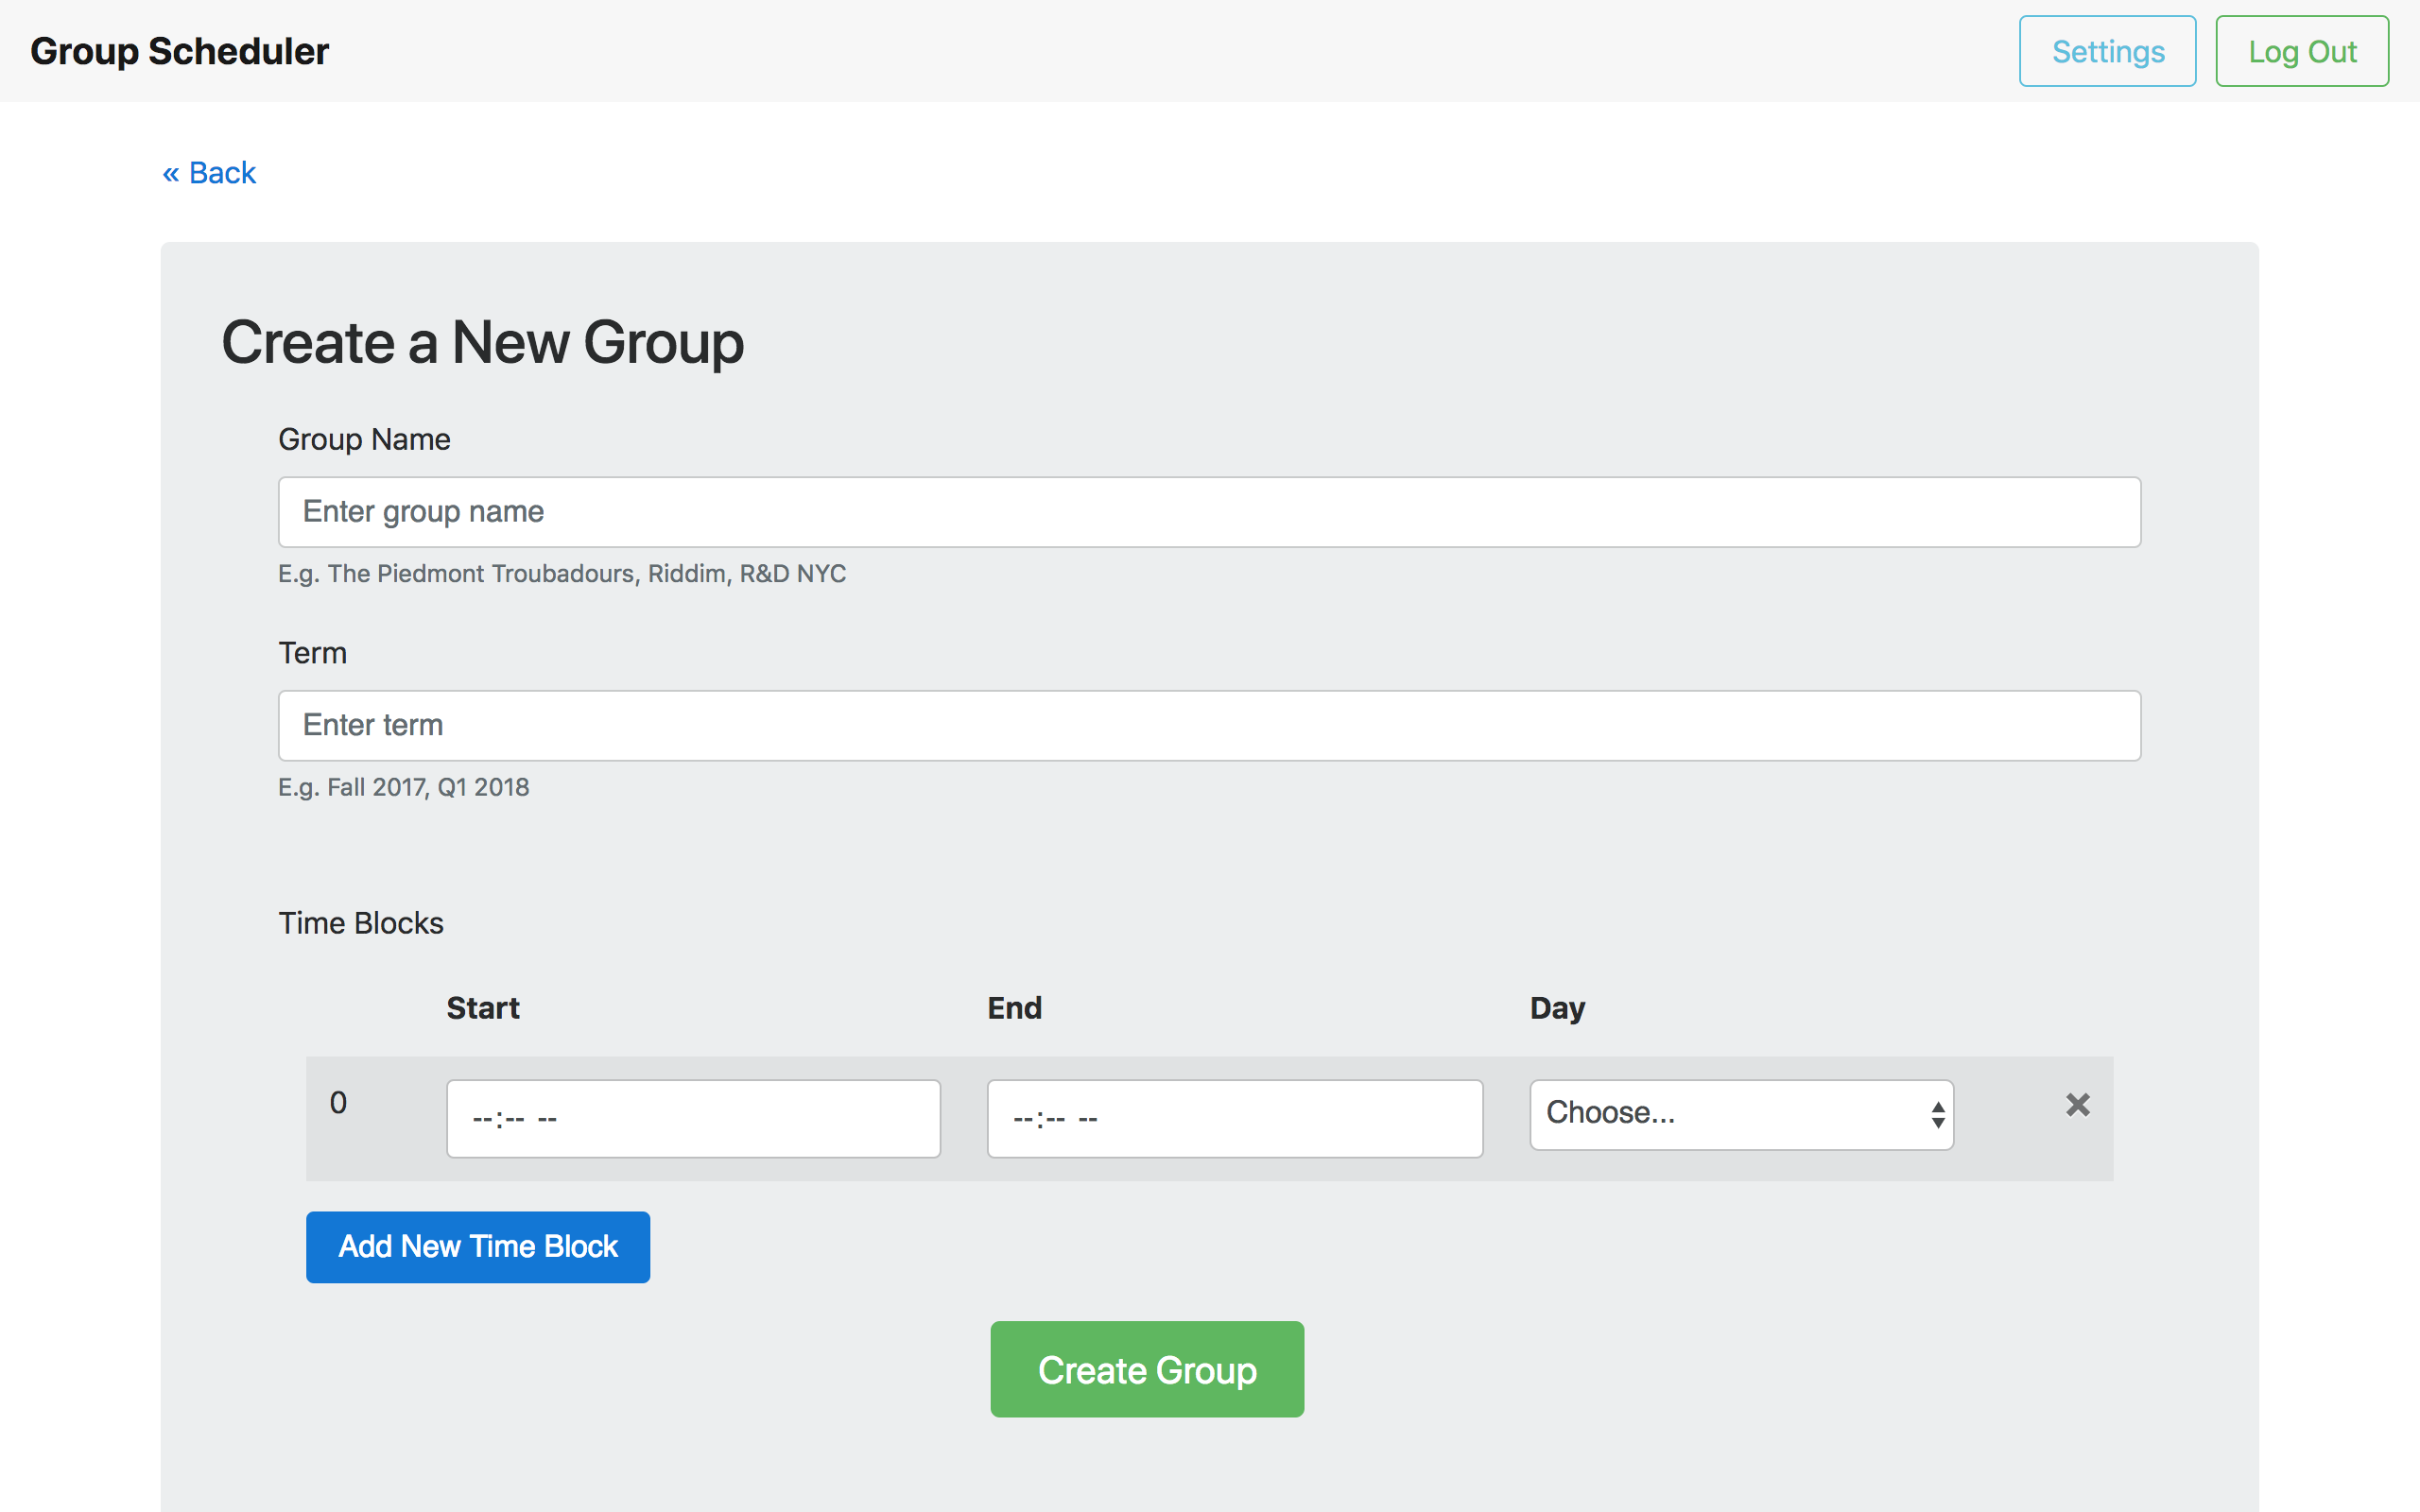 Group Scheduler
Settings
Log Out
« Back
Create a New Group
Group Name
Enter group name
E.g. The Piedmont Troubadours, Riddim, R&D NYC
Term
Enter term
E.g. Fall 2017, Q1 2018
Time Blocks
Start End Day
0 --:-- -- --:-- -- Choose...
Add New Time Block
Create Group